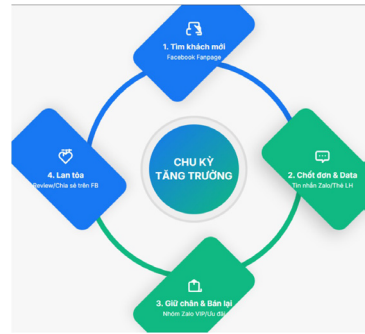 1. Tìm khách mới
Facebook Fanpage
CHU KỲ
TĂNG TRƯỞNG
2. Chốt đơn & Data
Tin nhắn Zalo/Thẻ LH
3. Giữ chân & Bán lại
Nhóm Zalo VIP/Ưu đãi
4. Lan tỏa
Review/Chia sẻ trên FB